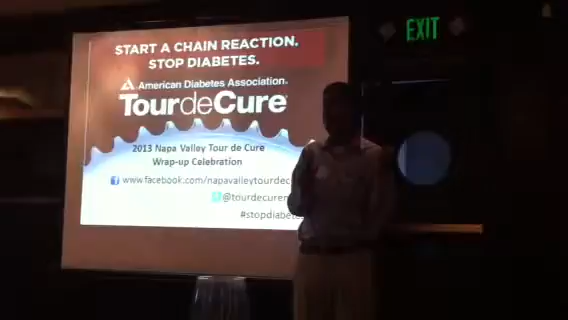 START A CHAIN REACTION.
STOP DIABETES.
American Diabetes Association.
TourdeCure
2013 Napa Valley Tour de Cure
Wrap-up Celebration
www.facebook.com/napavalleytourdec
@tourdecure
#stopdiabete
EXIT